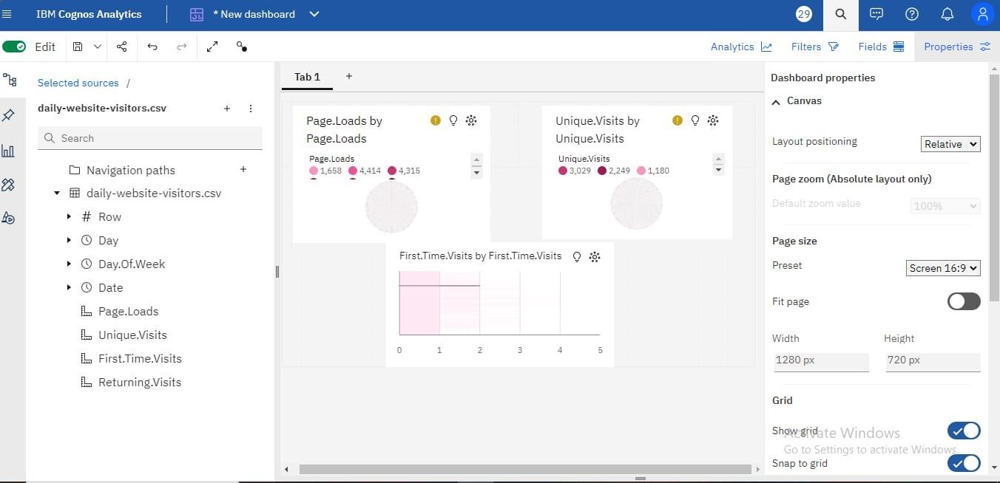 IBM Cognos Analytics
* New dashboard
29
Edit
Analytics
Filters
Fields
Properties
Selected sources /
daily-website-visitors.csv
Search
Navigation paths
daily-website-visitors.csv
# Row
Day
Day.Of.Week
Date
Page.Loads
Unique.Visits
First.Time.Visits
Returning.Visits
Tab 1
Page.Loads by
Page.Loads
Page.Loads
1,658 4,414 4,315
Unique.Visits by
Unique.Visits
Unique.Visits
3,029 2,249 1,180
First.Time.Visits by First.Time.Visits
0 1 2 3 4 5
Dashboard properties
Canvas
Layout positioning
Relative
Page zoom (Absolute layout only)
Default zoom value
100%
Page size
Preset
Screen 16:9
Fit page
Width Height
1280 px 720 px
Grid
Show grid
Activate Windows
Go to Settings to activate Windows.
Snap to grid